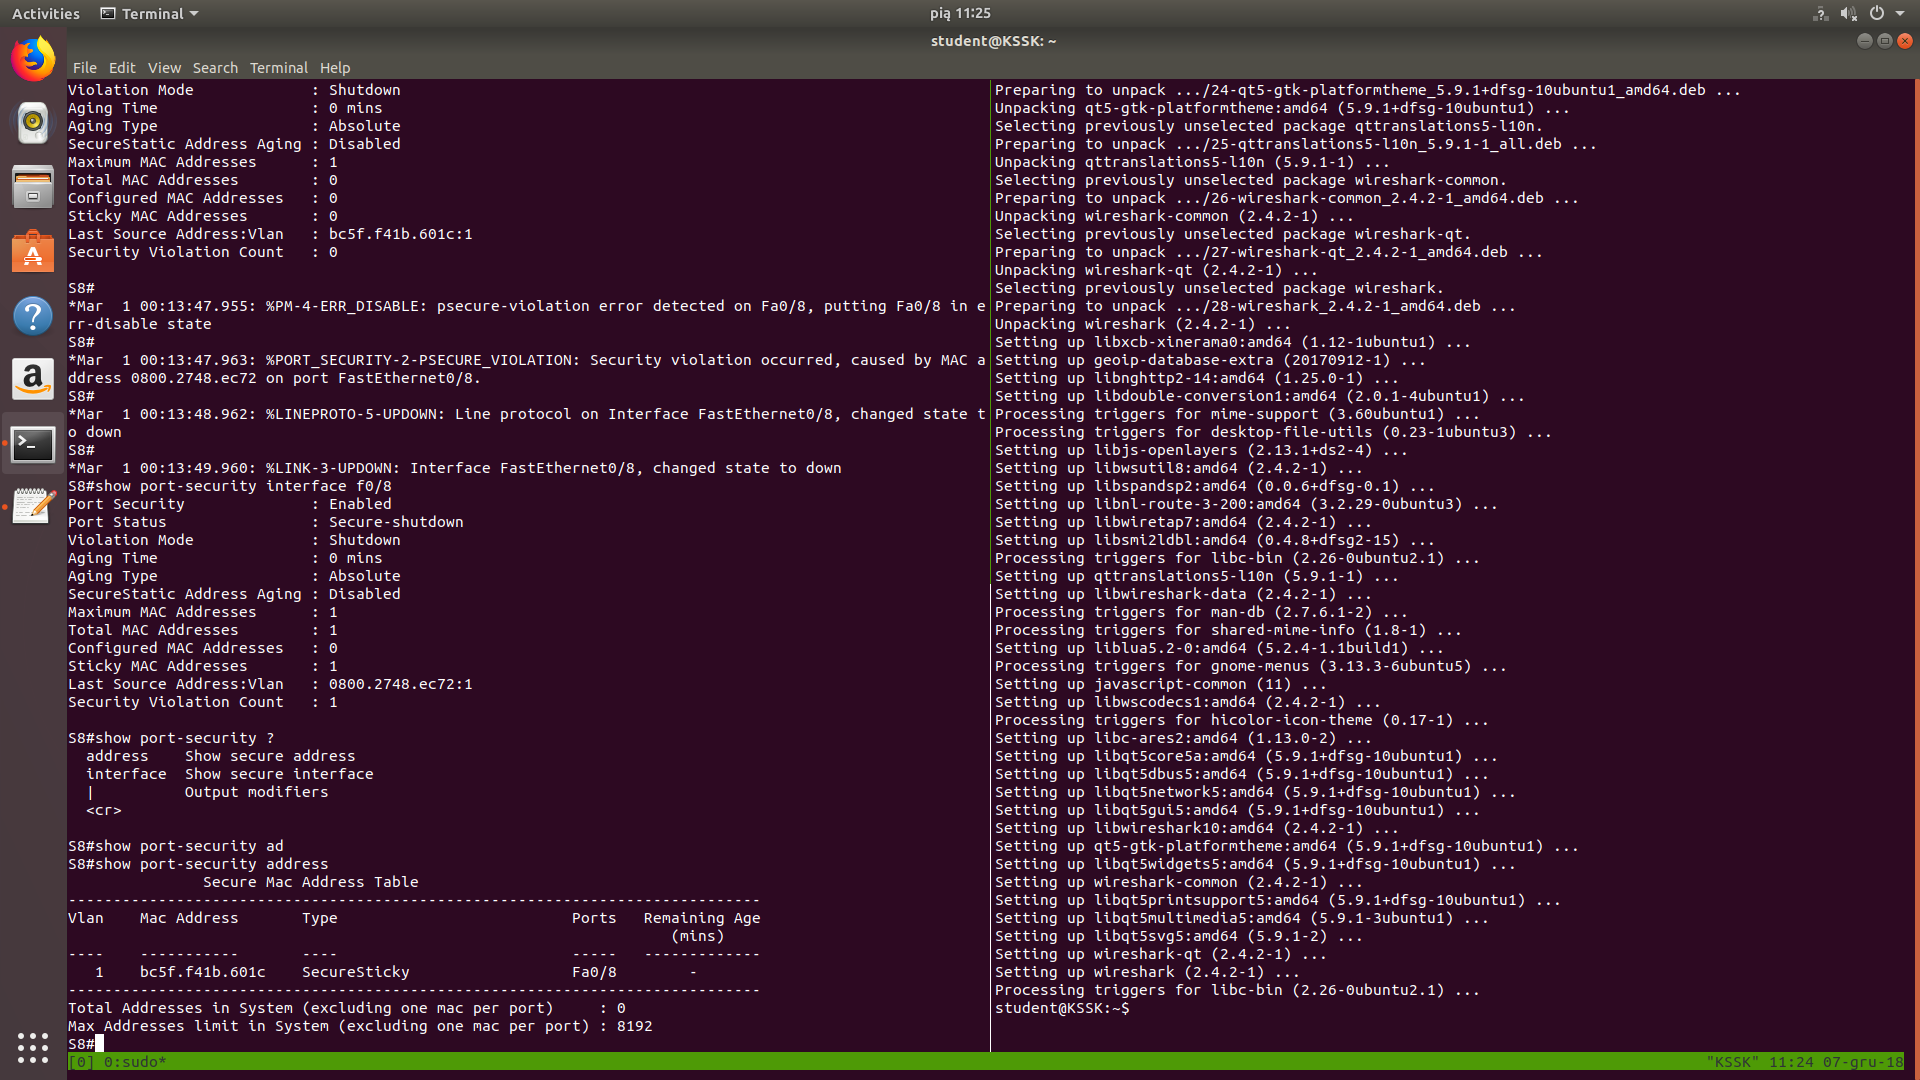 Activities Terminal pią 11:25
student@KSSK: ~
File Edit View Search Terminal Help
Violation Mode             : Shutdown
Aging Time                 : 0 mins
Aging Type                 : Absolute
SecureStatic Address Aging : Disabled
Maximum MAC Addresses      : 1
Total MAC Addresses        : 0
Configured MAC Addresses   : 0
Sticky MAC Addresses       : 0
Last Source Address:Vlan   : bc5f.f41b.601c:1
Security Violation Count   : 0
S8#
*Mar  1 00:13:47.955: %PM-4-ERR_DISABLE: psecure-violation error detected on Fa0/8, putting Fa0/8 in e
rr-disable state
S8#
*Mar  1 00:13:47.963: %PORT_SECURITY-2-PSECURE_VIOLATION: Security violation occurred, caused by MAC a
ddress 0800.2748.ec72 on port FastEthernet0/8.
S8#
*Mar  1 00:13:48.962: %LINEPROTO-5-UPDOWN: Line protocol on Interface FastEthernet0/8, changed state t
o down
S8#
*Mar  1 00:13:49.960: %LINK-3-UPDOWN: Interface FastEthernet0/8, changed state to down
S8#show port-security interface f0/8
Port Security              : Enabled
Port Status                : Secure-shutdown
Violation Mode             : Shutdown
Aging Time                 : 0 mins
Aging Type                 : Absolute
SecureStatic Address Aging : Disabled
Maximum MAC Addresses      : 1
Total MAC Addresses        : 1
Configured MAC Addresses   : 0
Sticky MAC Addresses       : 1
Last Source Address:Vlan   : 0800.2748.ec72:1
Security Violation Count   : 1
S8#show port-security ?
  address    Show secure address
  interface  Show secure interface
  |          Output modifiers
  <cr>
S8#show port-security ad
S8#show port-security address
               Secure Mac Address Table
-----------------------------------------------------------------------------
Vlan    Mac Address       Type                          Ports   Remaining Age
                                                                   (mins)
----    -----------       ----                          -----   -------------
   1    bc5f.f41b.601c    SecureSticky                  Fa0/8        -
-----------------------------------------------------------------------------
Total Addresses in System (excluding one mac per port)     : 0
Max Addresses limit in System (excluding one mac per port) : 8192
S8#
Preparing to unpack .../24-qt5-gtk-platformtheme_5.9.1+dfsg-10ubuntu1_amd64.deb ...
Unpacking qt5-gtk-platformtheme:amd64 (5.9.1+dfsg-10ubuntu1) ...
Selecting previously unselected package qttranslations5-l10n.
Preparing to unpack .../25-qttranslations5-l10n_5.9.1-1_all.deb ...
Unpacking qttranslations5-l10n (5.9.1-1) ...
Selecting previously unselected package wireshark-common.
Preparing to unpack .../26-wireshark-common_2.4.2-1_amd64.deb ...
Unpacking wireshark-common (2.4.2-1) ...
Selecting previously unselected package wireshark-qt.
Preparing to unpack .../27-wireshark-qt_2.4.2-1_amd64.deb ...
Unpacking wireshark-qt (2.4.2-1) ...
Selecting previously unselected package wireshark.
Preparing to unpack .../28-wireshark_2.4.2-1_amd64.deb ...
Unpacking wireshark (2.4.2-1) ...
Setting up libxcb-xinerama0:amd64 (1.12-1ubuntu1) ...
Setting up geoip-database-extra (20170912-1) ...
Setting up libnghttp2-14:amd64 (1.25.0-1) ...
Setting up libdouble-conversion1:amd64 (2.0.1-4ubuntu1) ...
Processing triggers for mime-support (3.60ubuntu1) ...
Processing triggers for desktop-file-utils (0.23-1ubuntu3) ...
Setting up libjs-openlayers (2.13.1+ds2-4) ...
Setting up libwsutil8:amd64 (2.4.2-1) ...
Setting up libspandsp2:amd64 (0.0.6+dfsg-0.1) ...
Setting up libnl-route-3-200:amd64 (3.2.29-0ubuntu3) ...
Setting up libwiretap7:amd64 (2.4.2-1) ...
Setting up libsmi2ldbl:amd64 (0.4.8+dfsg2-15) ...
Processing triggers for libc-bin (2.26-0ubuntu2.1) ...
Setting up qttranslations5-l10n (5.9.1-1) ...
Setting up libwireshark-data (2.4.2-1) ...
Processing triggers for man-db (2.7.6.1-2) ...
Processing triggers for shared-mime-info (1.8-1) ...
Setting up liblua5.2-0:amd64 (5.2.4-1.1build1) ...
Processing triggers for gnome-menus (3.13.3-6ubuntu5) ...
Setting up javascript-common (11) ...
Setting up libwscodecs1:amd64 (2.4.2-1) ...
Processing triggers for hicolor-icon-theme (0.17-1) ...
Setting up libc-ares2:amd64 (1.13.0-2) ...
Setting up libqt5core5a:amd64 (5.9.1+dfsg-10ubuntu1) ...
Setting up libqt5dbus5:amd64 (5.9.1+dfsg-10ubuntu1) ...
Setting up libqt5network5:amd64 (5.9.1+dfsg-10ubuntu1) ...
Setting up libqt5gui5:amd64 (5.9.1+dfsg-10ubuntu1) ...
Setting up libwireshark10:amd64 (2.4.2-1) ...
Setting up qt5-gtk-platformtheme:amd64 (5.9.1+dfsg-10ubuntu1) ...
Setting up libqt5widgets5:amd64 (5.9.1+dfsg-10ubuntu1) ...
Setting up wireshark-common (2.4.2-1) ...
Setting up libqt5printsupport5:amd64 (5.9.1+dfsg-10ubuntu1) ...
Setting up libqt5multimedia5:amd64 (5.9.1-3ubuntu1) ...
Setting up libqt5svg5:amd64 (5.9.1-2) ...
Setting up wireshark-qt (2.4.2-1) ...
Setting up wireshark (2.4.2-1) ...
Processing triggers for libc-bin (2.26-0ubuntu2.1) ...
student@KSSK:~$
[0] 0:sudo* "KSSK" 11:24 07-gru-18